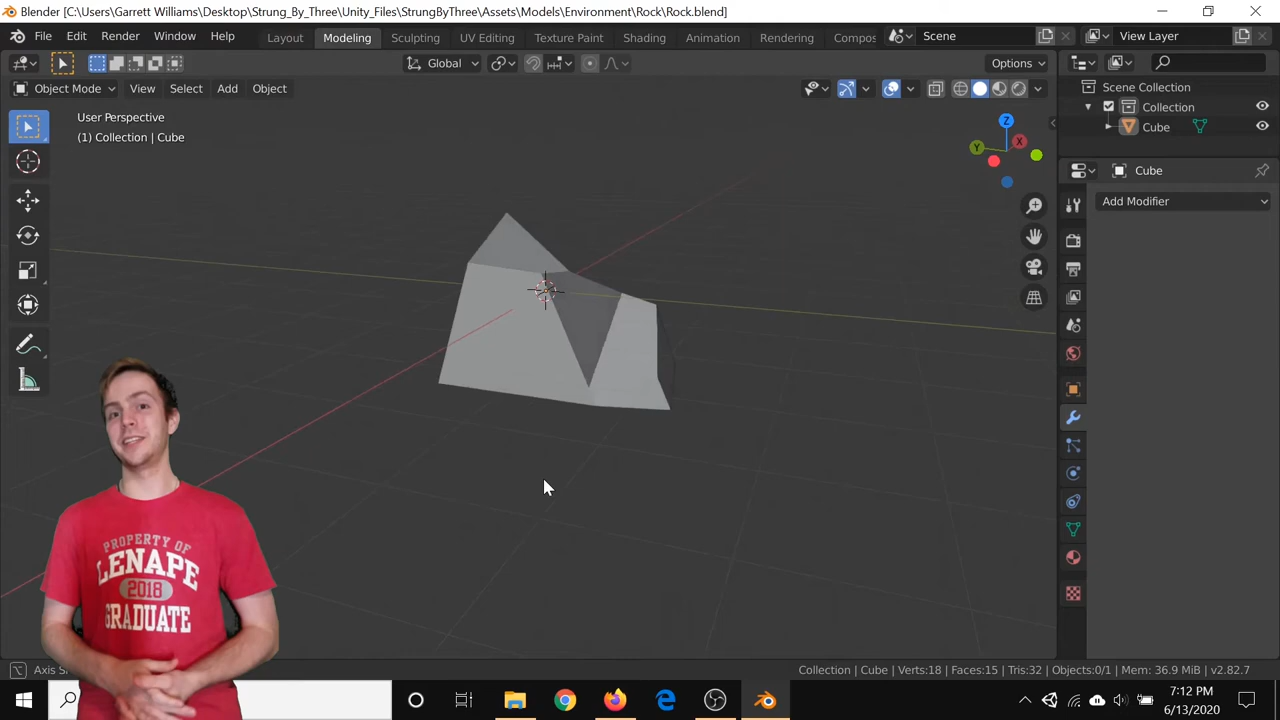 Blender [C:\Users\Garrett Williams\Desktop\Strung_By_Three\Unity_Files\StrungByThree\Assets\Models\Environment\Rock\Rock.blend]
File Edit Render Window Help Layout Modeling Sculpting UV Editing Texture Paint Shading Animation Rendering Compos Scene View Layer
Global Options
Object Mode View Select Add Object
Scene Collection
Collection
Cube
User Perspective
(1) Collection | Cube
Z
Y
X
Cube
Add Modifier
PROPERTY OF
LENAPE
2018
GRADUATE
Axis S
Collection | Cube | Verts:18 | Faces:15 | Tris:32 | Objects:0/1 | Mem: 36.9 MiB | v2.82.7
7:12 PM
6/13/2020